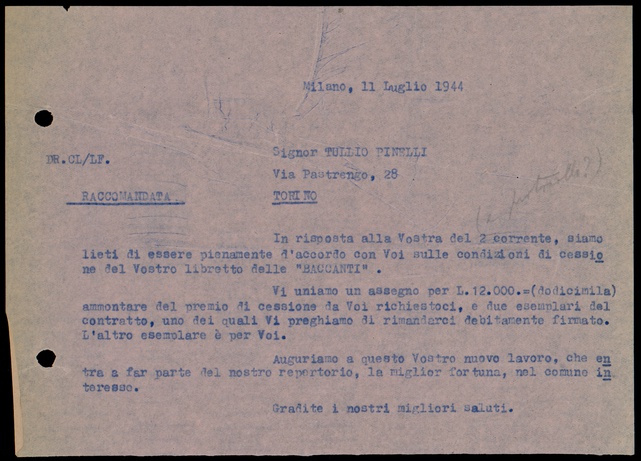 Milano, 11 Luglio 1944
Signor TULLIO PINELLI
DR.CL/LF.
Via Pastrengo, 28
RACCOMANDATA
TORINO
In risposta alla Vostra del 2 corrente, siamo
lieti di essere pienamente d'accordo con Voi sulle condizioni di cessio
ne del Vostro libretto delle "BACCANTI" .
Vi uniamo un assegno per L.12.000.=(dodicimila)
ammontare del premio di cessione da Voi richiestoci, e due esemplari del
contratto, uno dei quali Vi preghiamo di rimandarci debitamente firmato.
L'altro esemplare è per Voi.
Auguriamo a questo Vostro nuovo lavoro, che en
tra a far parte del nostro repertorio, la miglior fortuna, nel comune in
teresse.
Gradite i nostri migliori saluti.